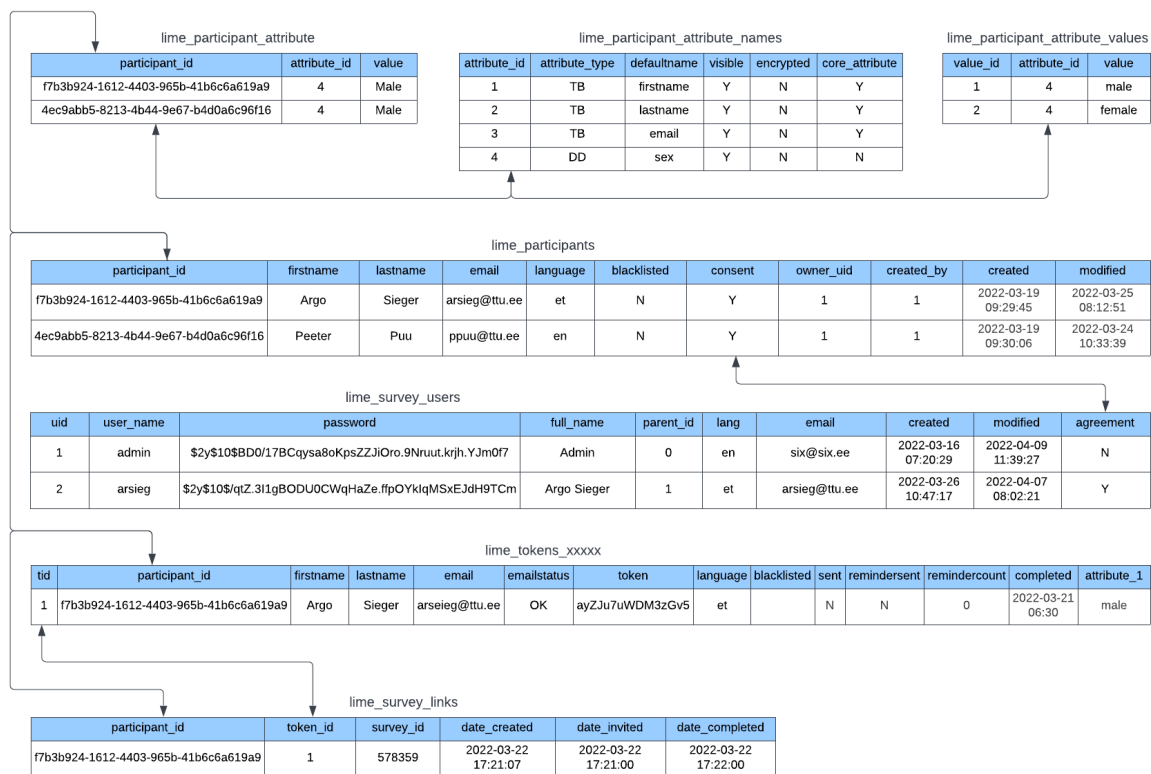 lime_participant_attribute
participant_id attribute_id value
f7b3b924-1612-4403-965b-41b6c6a619a9 4 Male
4ec9abb5-8213-4b44-9e67-b4d0a6c96f16 4 Male
lime_participant_attribute_names
attribute_id attribute_type defaultname visible encrypted core_attribute
1 TB firstname Y N Y
2 TB lastname Y N Y
3 TB email Y N Y
4 DD sex Y N N
lime_participant_attribute_values
value_id attribute_id value
1 4 male
2 4 female
lime_participants
participant_id firstname lastname email language blacklisted consent owner_uid created_by created modified
f7b3b924-1612-4403-965b-41b6c6a619a9 Argo Sieger arsieg@ttu.ee et N Y 1 1 2022-03-19 09:29:45 2022-03-25 08:12:51
4ec9abb5-8213-4b44-9e67-b4d0a6c96f16 Peeter Puu ppuu@ttu.ee en N Y 1 1 2022-03-19 09:30:06 2022-03-24 10:33:39
lime_survey_users
uid user_name password full_name parent_id lang email created modified agreement
1 admin $2y$10$BD0/17BCqysa8oKpsZZJiOro.9Nruut.krjh.YJm0f7 Admin 0 en six@six.ee 2022-03-16 07:20:29 2022-04-09 11:39:27 N
2 arsieg $2y$10$/qtZ.3I1gBODU0CWqHaZe.ffpOYkIqMSxEJdH9TCm Argo Sieger 1 et arsieg@ttu.ee 2022-03-26 10:47:17 2022-04-07 08:02:21 Y
lime_tokens_xxxxx
tid participant_id firstname lastname email emailstatus token language blacklisted sent remindersent remindercount completed attribute_1
1 f7b3b924-1612-4403-965b-41b6c6a619a9 Argo Sieger arseieg@ttu.ee OK ayZJu7uWDM3zGv5 et N N 0 2022-03-21 06:30 male
lime_survey_links
participant_id token_id survey_id date_created date_invited date_completed
f7b3b924-1612-4403-965b-41b6c6a619a9 1 578359 2022-03-22 17:21:07 2022-03-22 17:21:00 2022-03-22 17:22:00